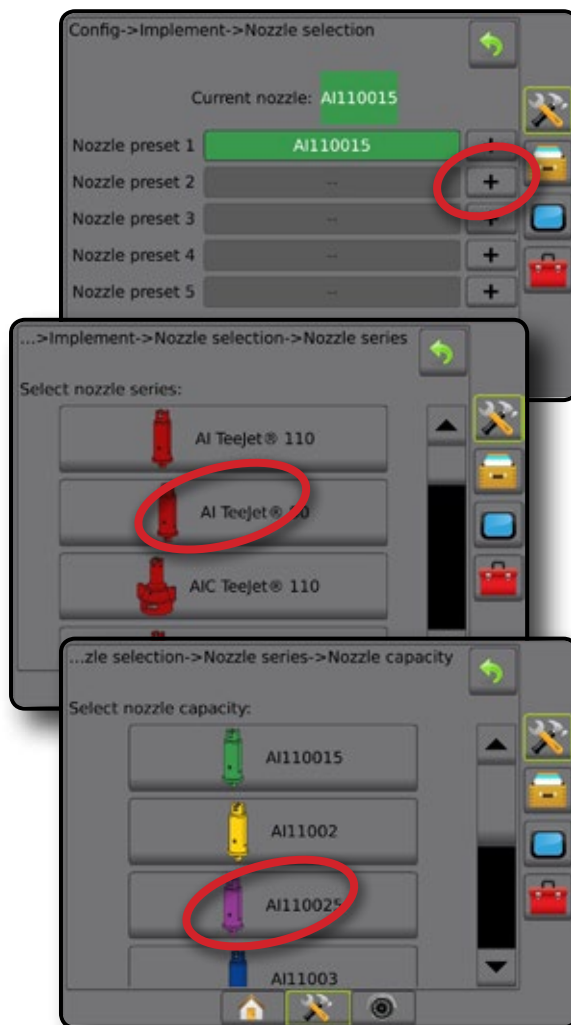 Config->Implement->Nozzle selection
Current nozzle: AI110015
Nozzle preset 1 AI110015 +
Nozzle preset 2 -- +
Nozzle preset 3 -- +
Nozzle preset 4 -- +
Nozzle preset 5 -- +
...>Implement->Nozzle selection->Nozzle series
Select nozzle series:
AI TeeJet® 110
AI TeeJet® 0
AIC TeeJet® 110
...zle selection->Nozzle series->Nozzle capacity
Select nozzle capacity:
AI110015
AI11002
AI110025
AI11003